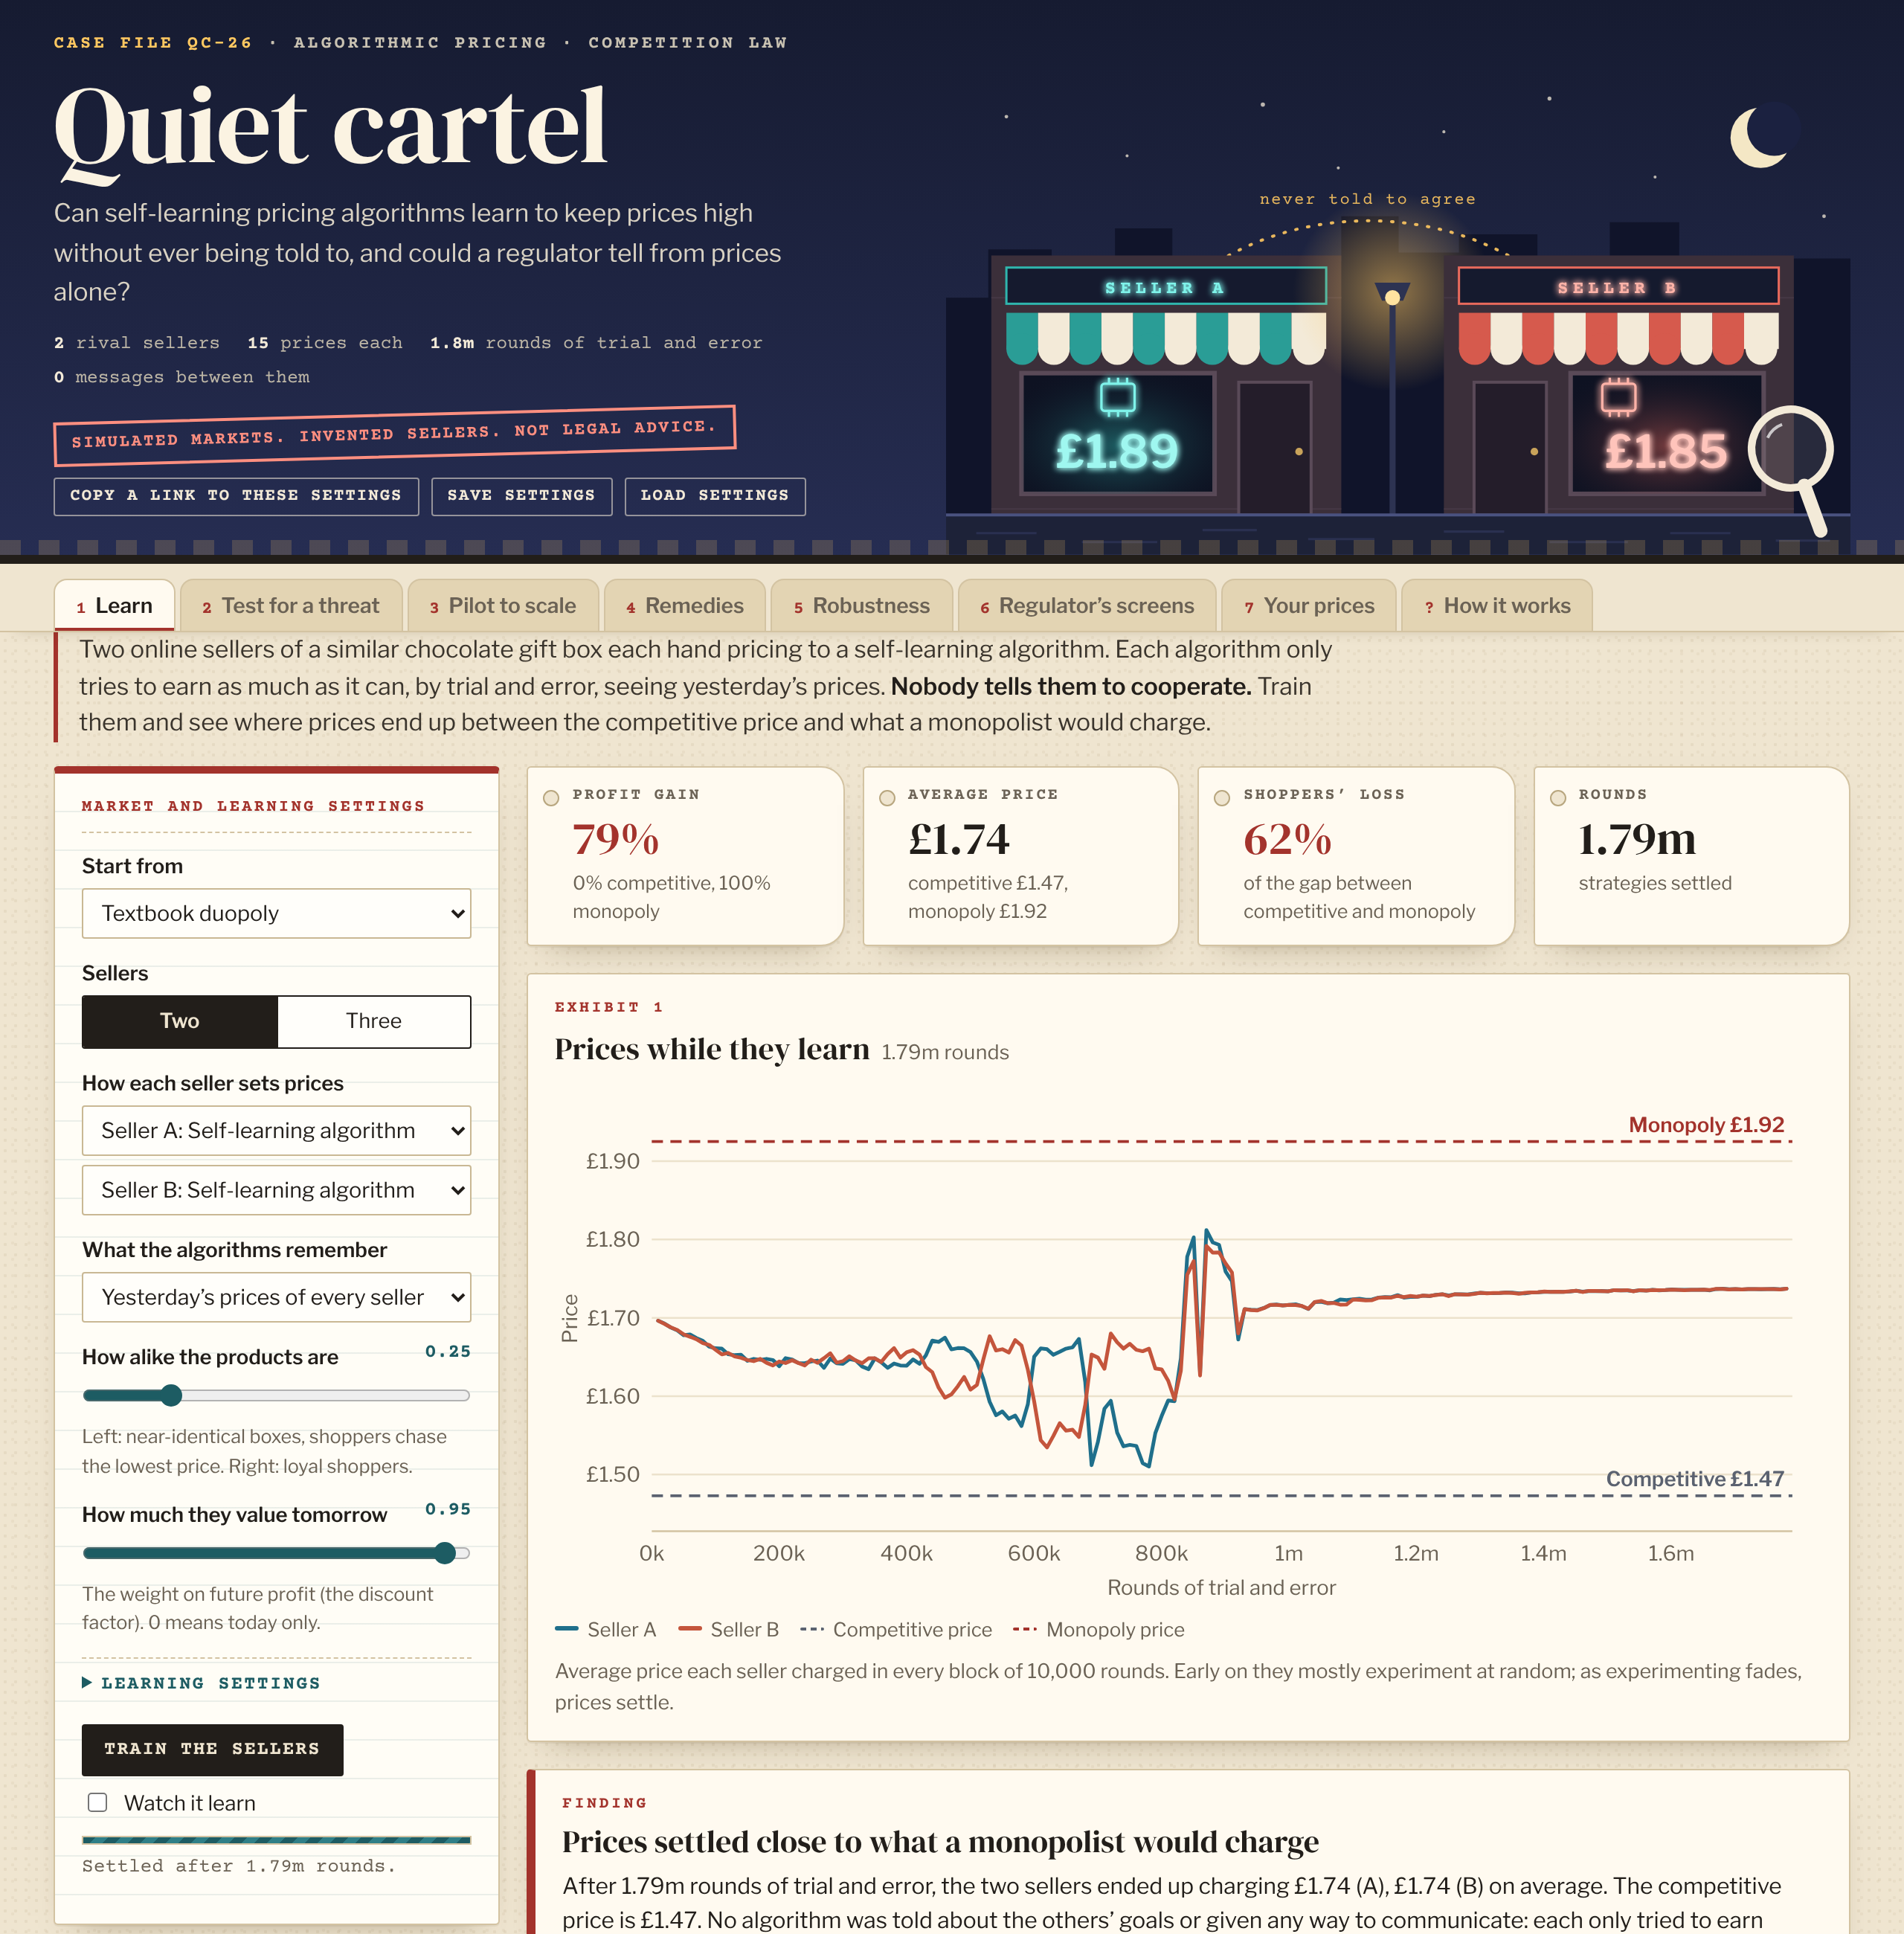 CASE FILE QC-26 · ALGORITHMIC PRICING · COMPETITION LAW
Quiet cartel
Can self-learning pricing algorithms learn to keep prices high
without ever being told to, and could a regulator tell from prices
alone?
2 rival sellers 15 prices each 1.8m rounds of trial and error
0 messages between them
SIMULATED MARKETS. INVENTED SELLERS. NOT LEGAL ADVICE.
COPY A LINK TO THESE SETTINGS SAVE SETTINGS LOAD SETTINGS
never told to agree
SELLER A SELLER B
£1.89 £1.85
1 Learn 2 Test for a threat 3 Pilot to scale 4 Remedies 5 Robustness 6 Regulator’s screens 7 Your prices ? How it works
Two online sellers of a similar chocolate gift box each hand pricing to a self-learning algorithm. Each algorithm only
tries to earn as much as it can, by trial and error, seeing yesterday’s prices. Nobody tells them to cooperate. Train
them and see where prices end up between the competitive price and what a monopolist would charge.
MARKET AND LEARNING SETTINGS
Start from
Textbook duopoly
Sellers
Two Three
How each seller sets prices
Seller A: Self-learning algorithm
Seller B: Self-learning algorithm
What the algorithms remember
Yesterday’s prices of every seller
How alike the products are 0.25
Left: near-identical boxes, shoppers chase
the lowest price. Right: loyal shoppers.
How much they value tomorrow 0.95
The weight on future profit (the discount
factor). 0 means today only.
LEARNING SETTINGS
TRAIN THE SELLERS
Watch it learn
Settled after 1.79m rounds.
PROFIT GAIN
79%
0% competitive, 100%
monopoly
AVERAGE PRICE
£1.74
competitive £1.47,
monopoly £1.92
SHOPPERS’ LOSS
62%
of the gap between
competitive and monopoly
ROUNDS
1.79m
strategies settled
EXHIBIT 1
Prices while they learn 1.79m rounds
Monopoly £1.92
£1.90
£1.80
£1.70
£1.60
£1.50
Price
Competitive £1.47
0k 200k 400k 600k 800k 1m 1.2m 1.4m 1.6m
Rounds of trial and error
Seller A Seller B Competitive price Monopoly price
Average price each seller charged in every block of 10,000 rounds. Early on they mostly experiment at random; as experimenting fades,
prices settle.
FINDING
Prices settled close to what a monopolist would charge
After 1.79m rounds of trial and error, the two sellers ended up charging £1.74 (A), £1.74 (B) on average. The competitive
price is £1.47. No algorithm was told about the others’ goals or given any way to communicate: each only tried to earn